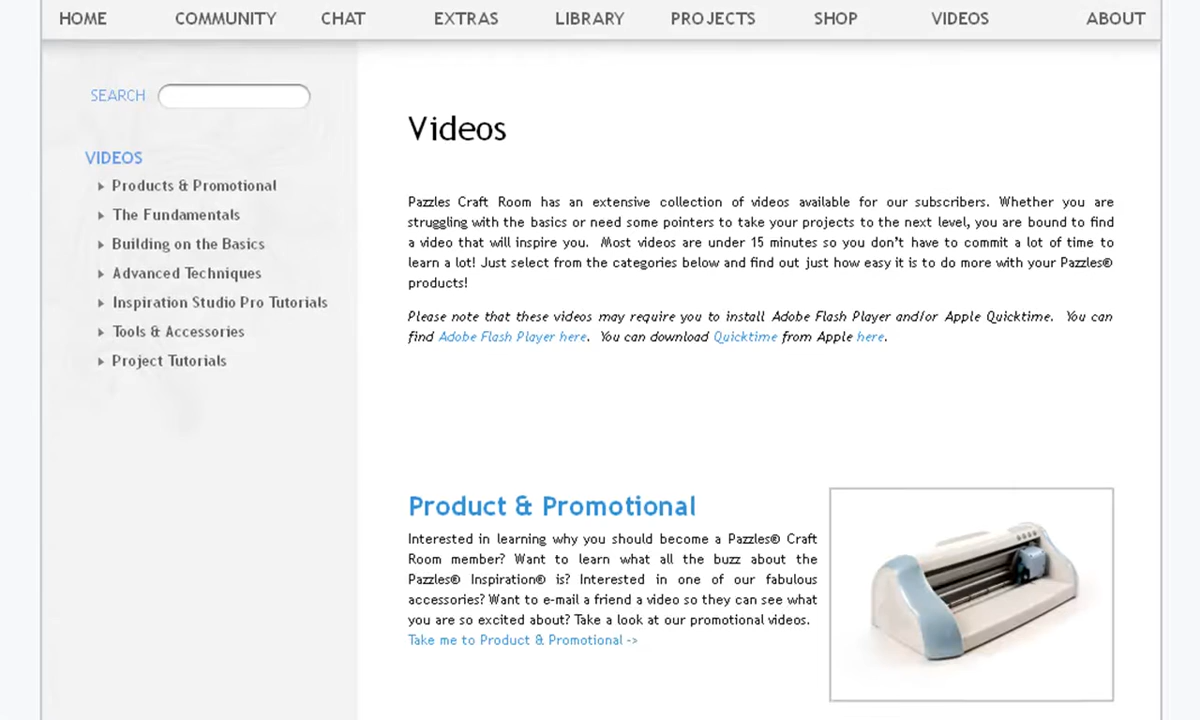 HOME COMMUNITY CHAT EXTRAS LIBRARY PROJECTS SHOP VIDEOS ABOUT
SEARCH
VIDEOS
Products & Promotional
The Fundamentals
Building on the Basics
Advanced Techniques
Inspiration Studio Pro Tutorials
Tools & Accessories
Project Tutorials
Videos
Pazzles Craft Room has an extensive collection of videos available for our subscribers. Whether you are
struggling with the basics or need some pointers to take your projects to the next level, you are bound to find
a video that will inspire you. Most videos are under 15 minutes so you don't have to commit a lot of time to
learn a lot! Just select from the categories below and find out just how easy it is to do more with your Pazzles®
products!
Please note that these videos may require you to install Adobe Flash Player and/or Apple Quicktime. You can
find Adobe Flash Player here. You can download Quicktime from Apple here.
Product & Promotional
Interested in learning why you should become a Pazzles® Craft
Room member? Want to learn what all the buzz about the
Pazzles® Inspiration® is? Interested in one of our fabulous
accessories? Want to e-mail a friend a video so they can see what
you are so excited about? Take a look at our promotional videos.
Take me to Product & Promotional ->